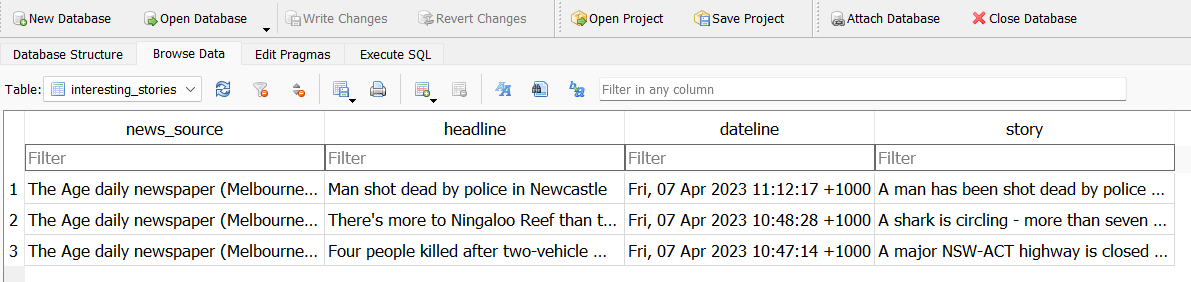 New Database Open Database Write Changes Revert Changes Open Project Save Project Attach Database Close Database
Database Structure Browse Data Edit Pragmas Execute SQL
Table: interesting_stories Filter in any column
news_source headline dateline story
Filter Filter Filter Filter
1 The Age daily newspaper (Melbourne... Man shot dead by police in Newcastle Fri, 07 Apr 2023 11:12:17 +1000 A man has been shot dead by police ...
2 The Age daily newspaper (Melbourne... There's more to Ningaloo Reef than t... Fri, 07 Apr 2023 10:48:28 +1000 A shark is circling - more than seven ...
3 The Age daily newspaper (Melbourne... Four people killed after two-vehicle ... Fri, 07 Apr 2023 10:47:14 +1000 A major NSW-ACT highway is closed ...